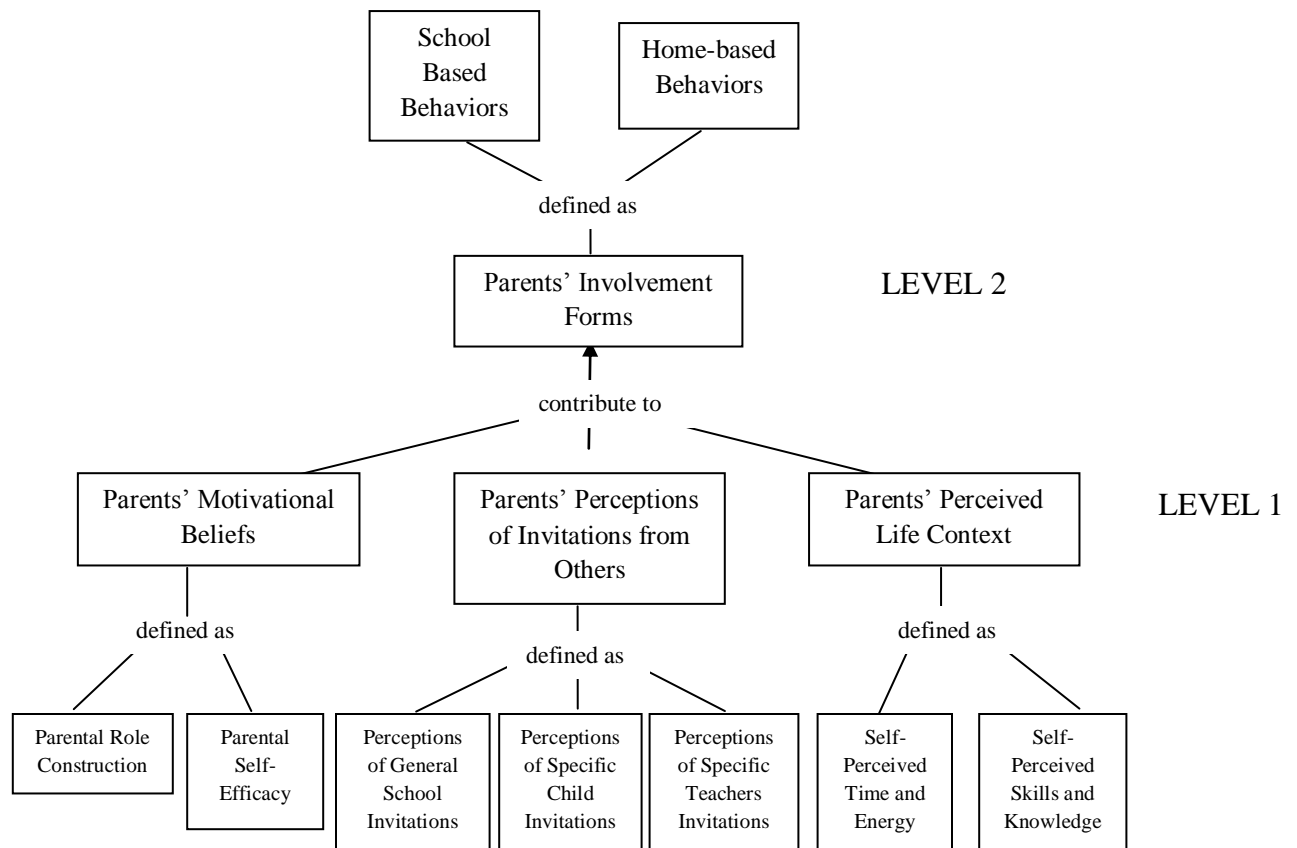 School
Based
Behaviors
Home-based
Behaviors
defined as
Parents’ Involvement
Forms
LEVEL 2
contribute to
Parents’ Motivational
Beliefs
Parents’ Perceptions
of Invitations from
Others
Parents’ Perceived
Life Context
LEVEL 1
defined as
defined as
defined as
Parental Role
Construction
Parental
Self-
Efficacy
Perceptions
of General
School
Invitations
Perceptions
of Specific
Child
Invitations
Perceptions
of Specific
Teachers
Invitations
Self-
Perceived
Time and
Energy
Self-
Perceived
Skills and
Knowledge